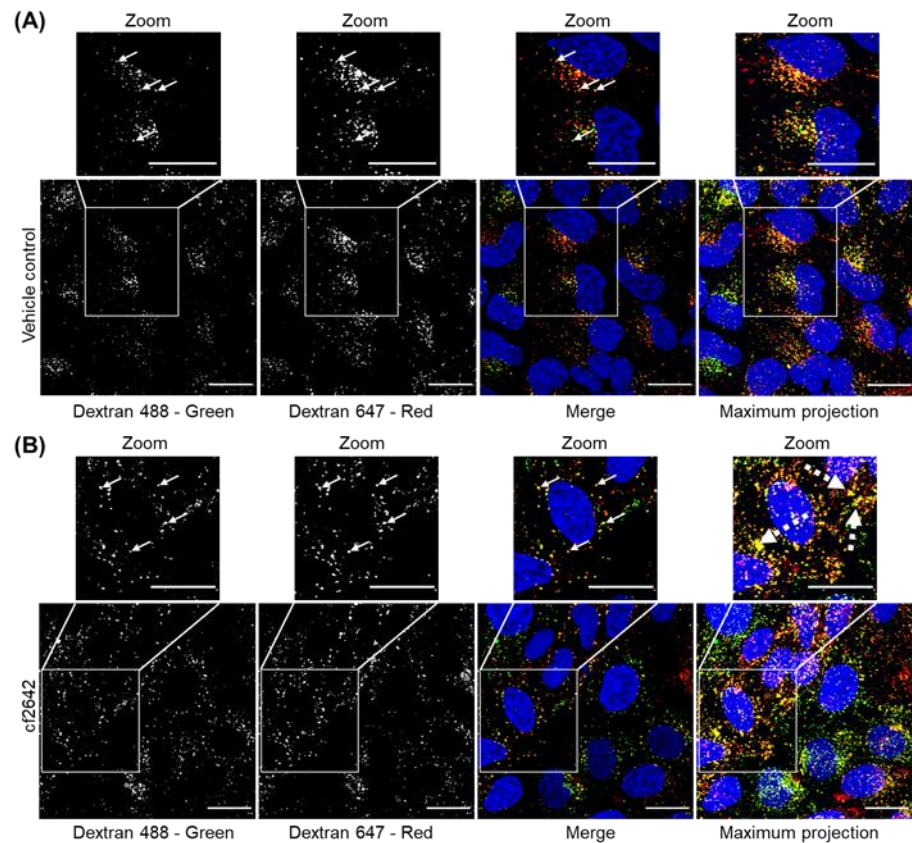 (A)
Zoom Zoom Zoom Zoom
Vehicle control
Dextran 488 - Green Dextran 647 - Red Merge Maximum projection
(B)
Zoom Zoom Zoom Zoom
cf2642
Dextran 488 - Green Dextran 647 - Red Merge Maximum projection